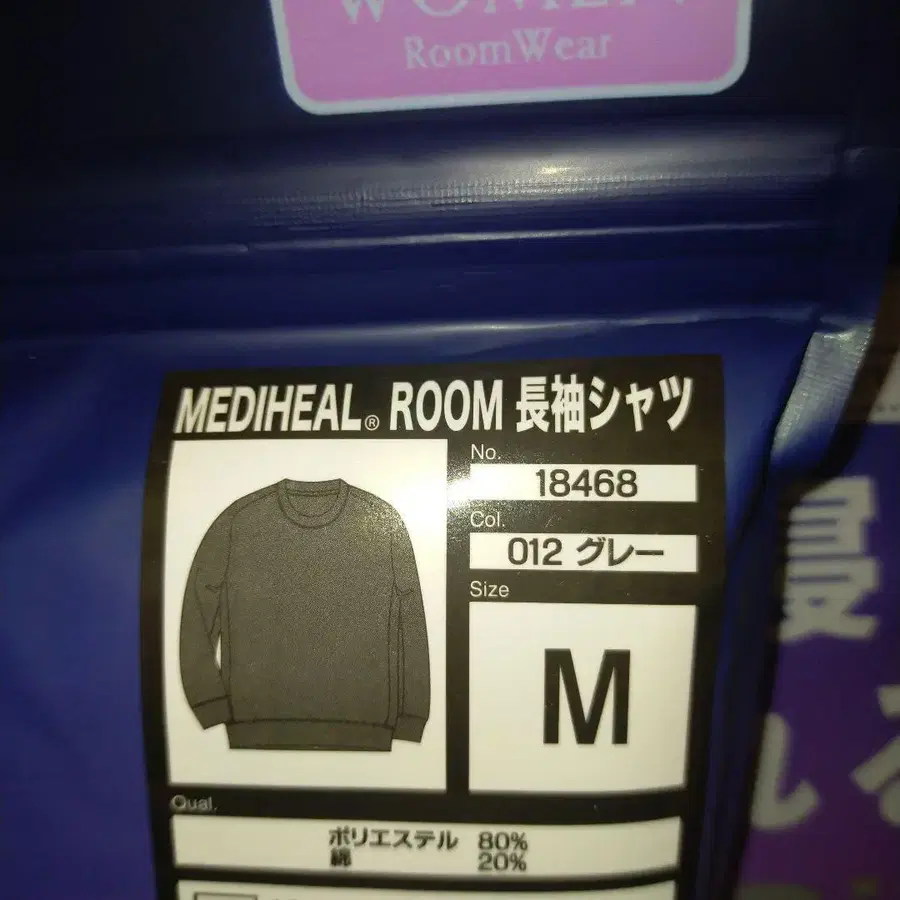 WOMEN
RoomWear
MEDIHEAL® ROOM 長袖シャツ
No.
18468
Col.
012 グレー
Size
M
Qual.
ポリエステル 80%
綿 20%